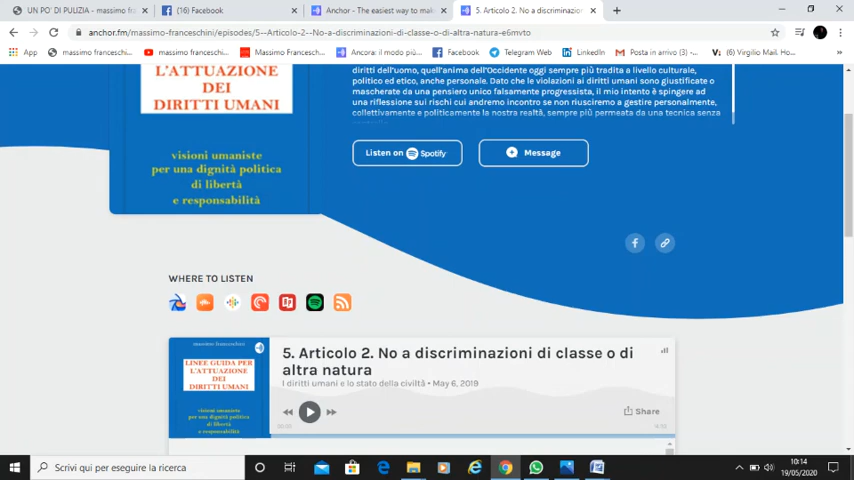 UN PO' DI PULIZIA - massimo fra
(16) Facebook
Anchor - The easiest way to mak
5. Articolo 2. No a discriminazion
anchor.fm/massimo-franceschini/episodes/5--Articolo-2--No-a-discriminazioni-di-classe-o-di-altra-natura-e6mvto
App
massimo franceschini...
massimo franceschi...
Massimo Franceschi...
Ancora: il modo più...
Facebook
Telegram Web
LinkedIn
Posta in arrivo (3) -...
(6) Virgilio Mail. Ho...
L'ATTUAZIONE
DEI
DIRITTI UMANI
visioni umaniste
per una dignità politica
di libertà
e responsabilità
diritti dell'uomo, quell'anima dell'Occidente oggi sempre più tradita a livello culturale,
politico ed etico, anche personale. Dato che le violazioni ai diritti umani sono giustificate o
mascherate da un pensiero unico falsamente progressista, il mio intento è spingere ad
una riflessione sui rischi cui andremo incontro se non riusciremo a gestire personalmente,
collettivamente e politicamente la nostra realtà, sempre più permeata da una tecnica senza
Listen on Spotify
Message
WHERE TO LISTEN
massimo franceschini
LINEE GUIDA PER
L'ATTUAZIONE
DEI
DIRITTI UMANI
visioni umaniste
per una dignità politica
di libertà
e responsabilità
5. Articolo 2. No a discriminazioni di classe o di
altra natura
I diritti umani e lo stato della civiltà • May 6, 2019
Share
00:00
Scrivi qui per eseguire la ricerca
10:14
19/05/2020